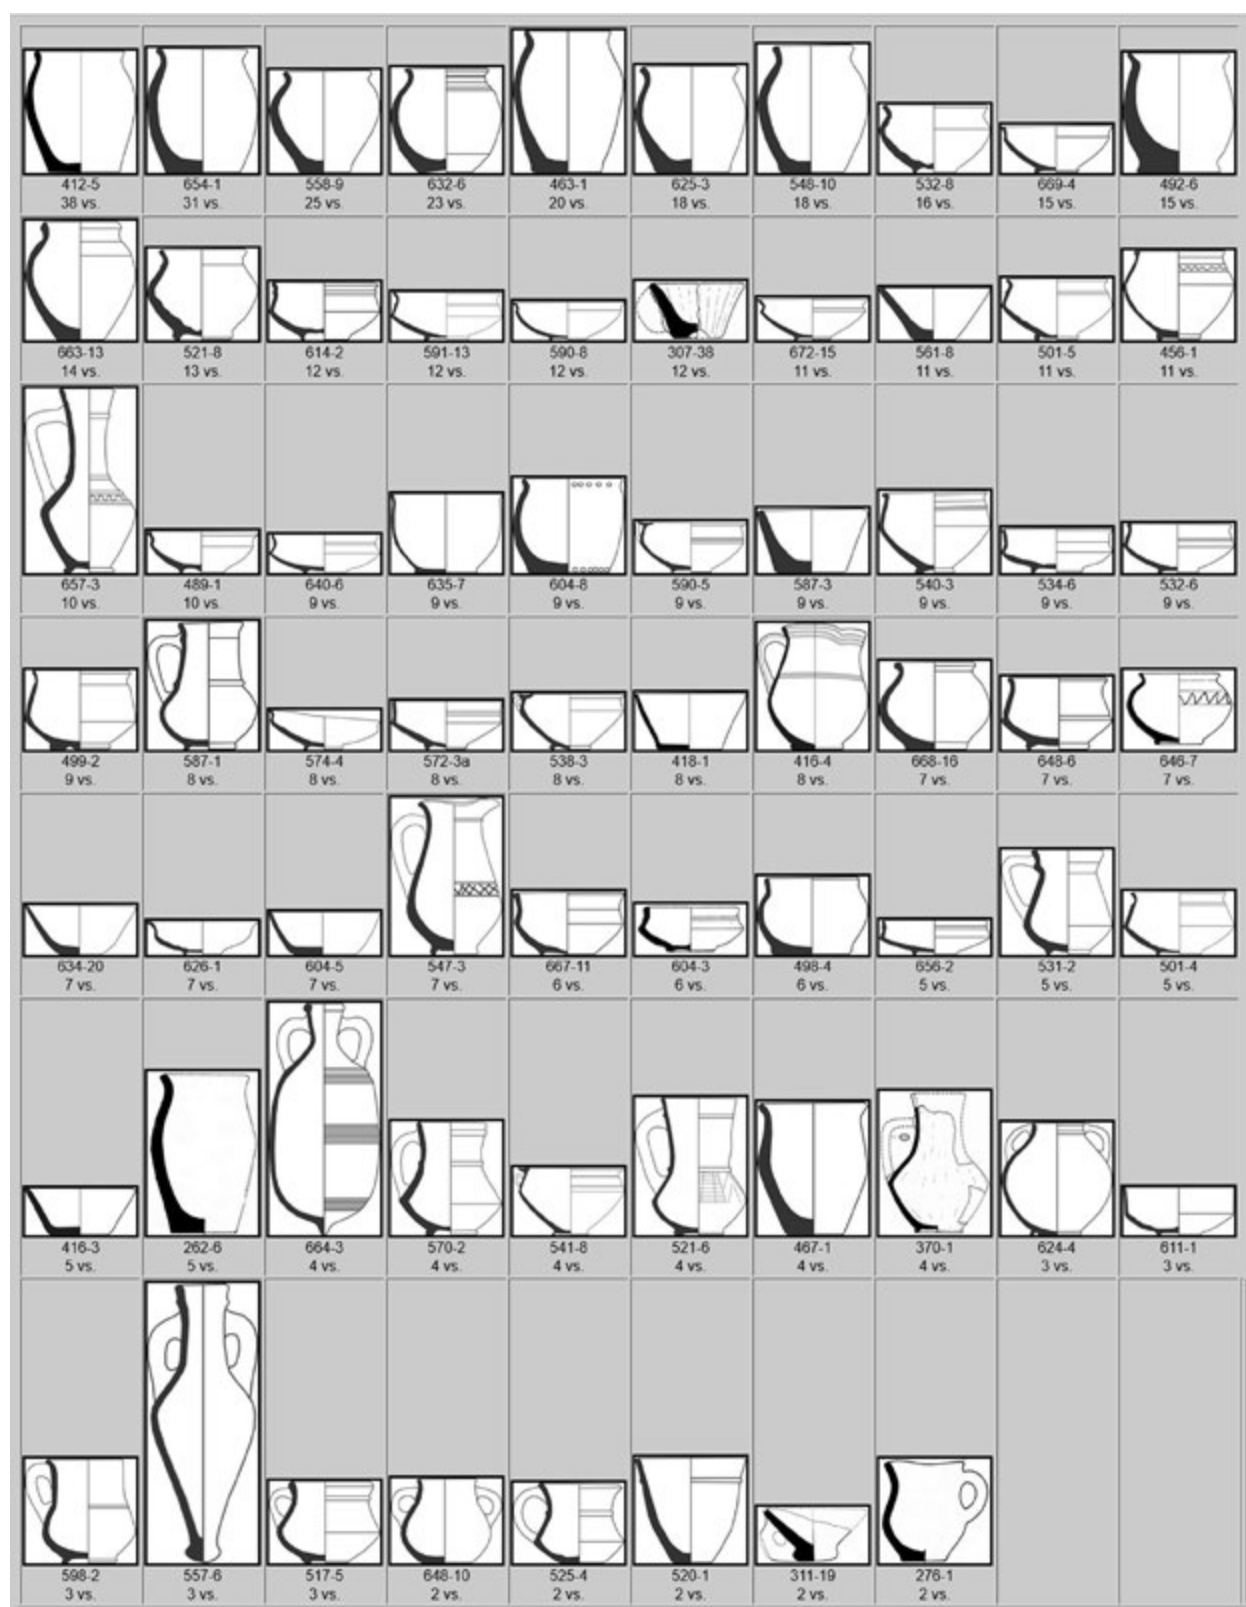 412-5 654-1 558-9 632-6 463-1 625-3 548-10 532-8 669-4 492-6
38 vs. 31 vs. 25 vs. 23 vs. 20 vs. 18 vs. 18 vs. 16 vs. 15 vs. 15 vs.
663-13 521-8 614-2 591-13 590-8 307-38 672-15 561-8 501-5 456-1
14 vs. 13 vs. 12 vs. 12 vs. 12 vs. 12 vs. 11 vs. 11 vs. 11 vs. 11 vs.
657-3 489-1 640-6 635-7 604-8 590-5 587-3 540-3 534-6 532-6
10 vs. 10 vs. 9 vs. 9 vs. 9 vs. 9 vs. 9 vs. 9 vs. 9 vs. 9 vs.
499-2 587-1 574-4 572-3a 538-3 418-1 416-4 668-16 648-6 646-7
9 vs. 8 vs. 8 vs. 8 vs. 8 vs. 8 vs. 8 vs. 7 vs. 7 vs. 7 vs.
634-20 626-1 604-5 547-3 667-11 604-3 498-4 656-2 531-2 501-4
7 vs. 7 vs. 7 vs. 7 vs. 6 vs. 6 vs. 6 vs. 5 vs. 5 vs. 5 vs.
416-3 262-6 664-3 570-2 541-8 521-6 467-1 370-1 624-4 611-1
5 vs. 5 vs. 4 vs. 4 vs. 4 vs. 4 vs. 4 vs. 4 vs. 3 vs. 3 vs.
598-2 557-6 517-5 648-10 525-4 520-1 311-19 276-1
3 vs. 3 vs. 3 vs. 2 vs. 2 vs. 2 vs. 2 vs. 2 vs.